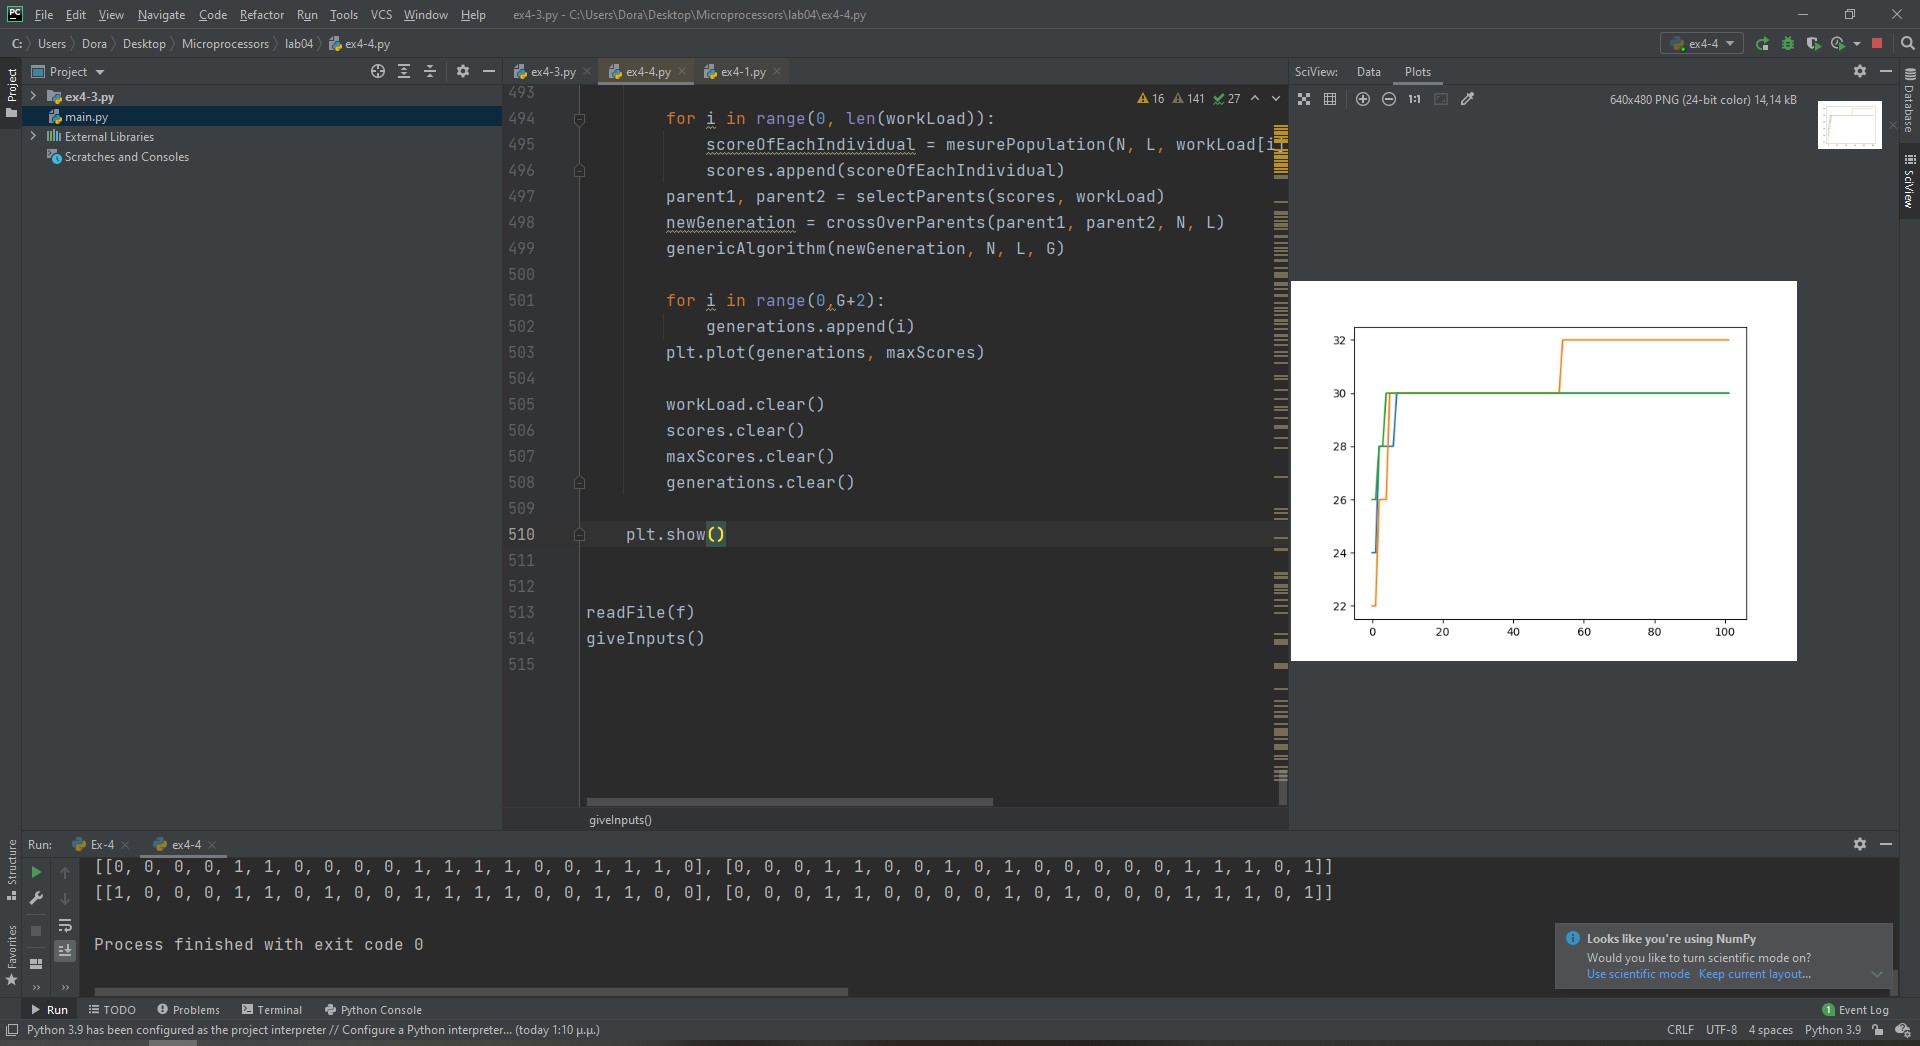 PC File Edit View Navigate Code Refactor Run Tools VCS Window Help ex4-3.py - C:\Users\Dora\Desktop\Microprocessors\lab04\ex4-4.py
C: Users Dora Desktop Microprocessors lab04 ex4-4.py ex4-4
Project
Project
ex4-3.py
main.py
External Libraries
Scratches and Consoles
ex4-3.py ex4-4.py ex4-1.py
16 141 27
493
494 for i in range(0, len(workLoad)):
495 scoreOfEachIndividual = mesurePopulation(N, L, workLoad[i]
496 scores.append(scoreOfEachIndividual)
497 parent1, parent2 = selectParents(scores, workLoad)
498 newGeneration = crossOverParents(parent1, parent2, N, L)
499 genericAlgorithm(newGeneration, N, L, G)
500
501 for i in range(0,G+2):
502 generations.append(i)
503 plt.plot(generations, maxScores)
504
505 workLoad.clear()
506 scores.clear()
507 maxScores.clear()
508 generations.clear()
509
510 plt.show()
511
512
513 readFile(f)
514 giveInputs()
515
giveInputs()
SciView: Data Plots
1:1 640x480 PNG (24-bit color) 14,14 kB
32
30
28
26
24
22
0 20 40 60 80 100
Database
SciView
Structure
Favorites
Run: Ex-4 ex4-4
[[0, 0, 0, 0, 1, 1, 0, 0, 0, 0, 1, 1, 1, 1, 0, 0, 1, 1, 1, 0], [0, 0, 0, 1, 1, 0, 0, 1, 0, 1, 0, 0, 0, 0, 0, 1, 1, 1, 0, 1]]
[[1, 0, 0, 0, 1, 1, 0, 1, 0, 0, 1, 1, 1, 1, 0, 0, 1, 1, 0, 0], [0, 0, 0, 1, 1, 0, 0, 0, 0, 1, 0, 1, 0, 0, 0, 1, 1, 1, 0, 1]]
Process finished with exit code 0
Looks like you're using NumPy
Would you like to turn scientific mode on?
Use scientific mode Keep current layout...
Run TODO Problems Terminal Python Console 1 Event Log
Python 3.9 has been configured as the project interpreter // Configure a Python interpreter... (today 1:10 μ.μ.) CRLF UTF-8 4 spaces Python 3.9